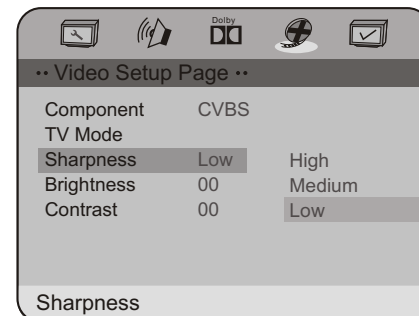 Dolby
•• Video Setup Page ••
Component CVBS
TV Mode
Sharpness Low High
Brightness 00 Medium
Contrast 00 Low
Sharpness